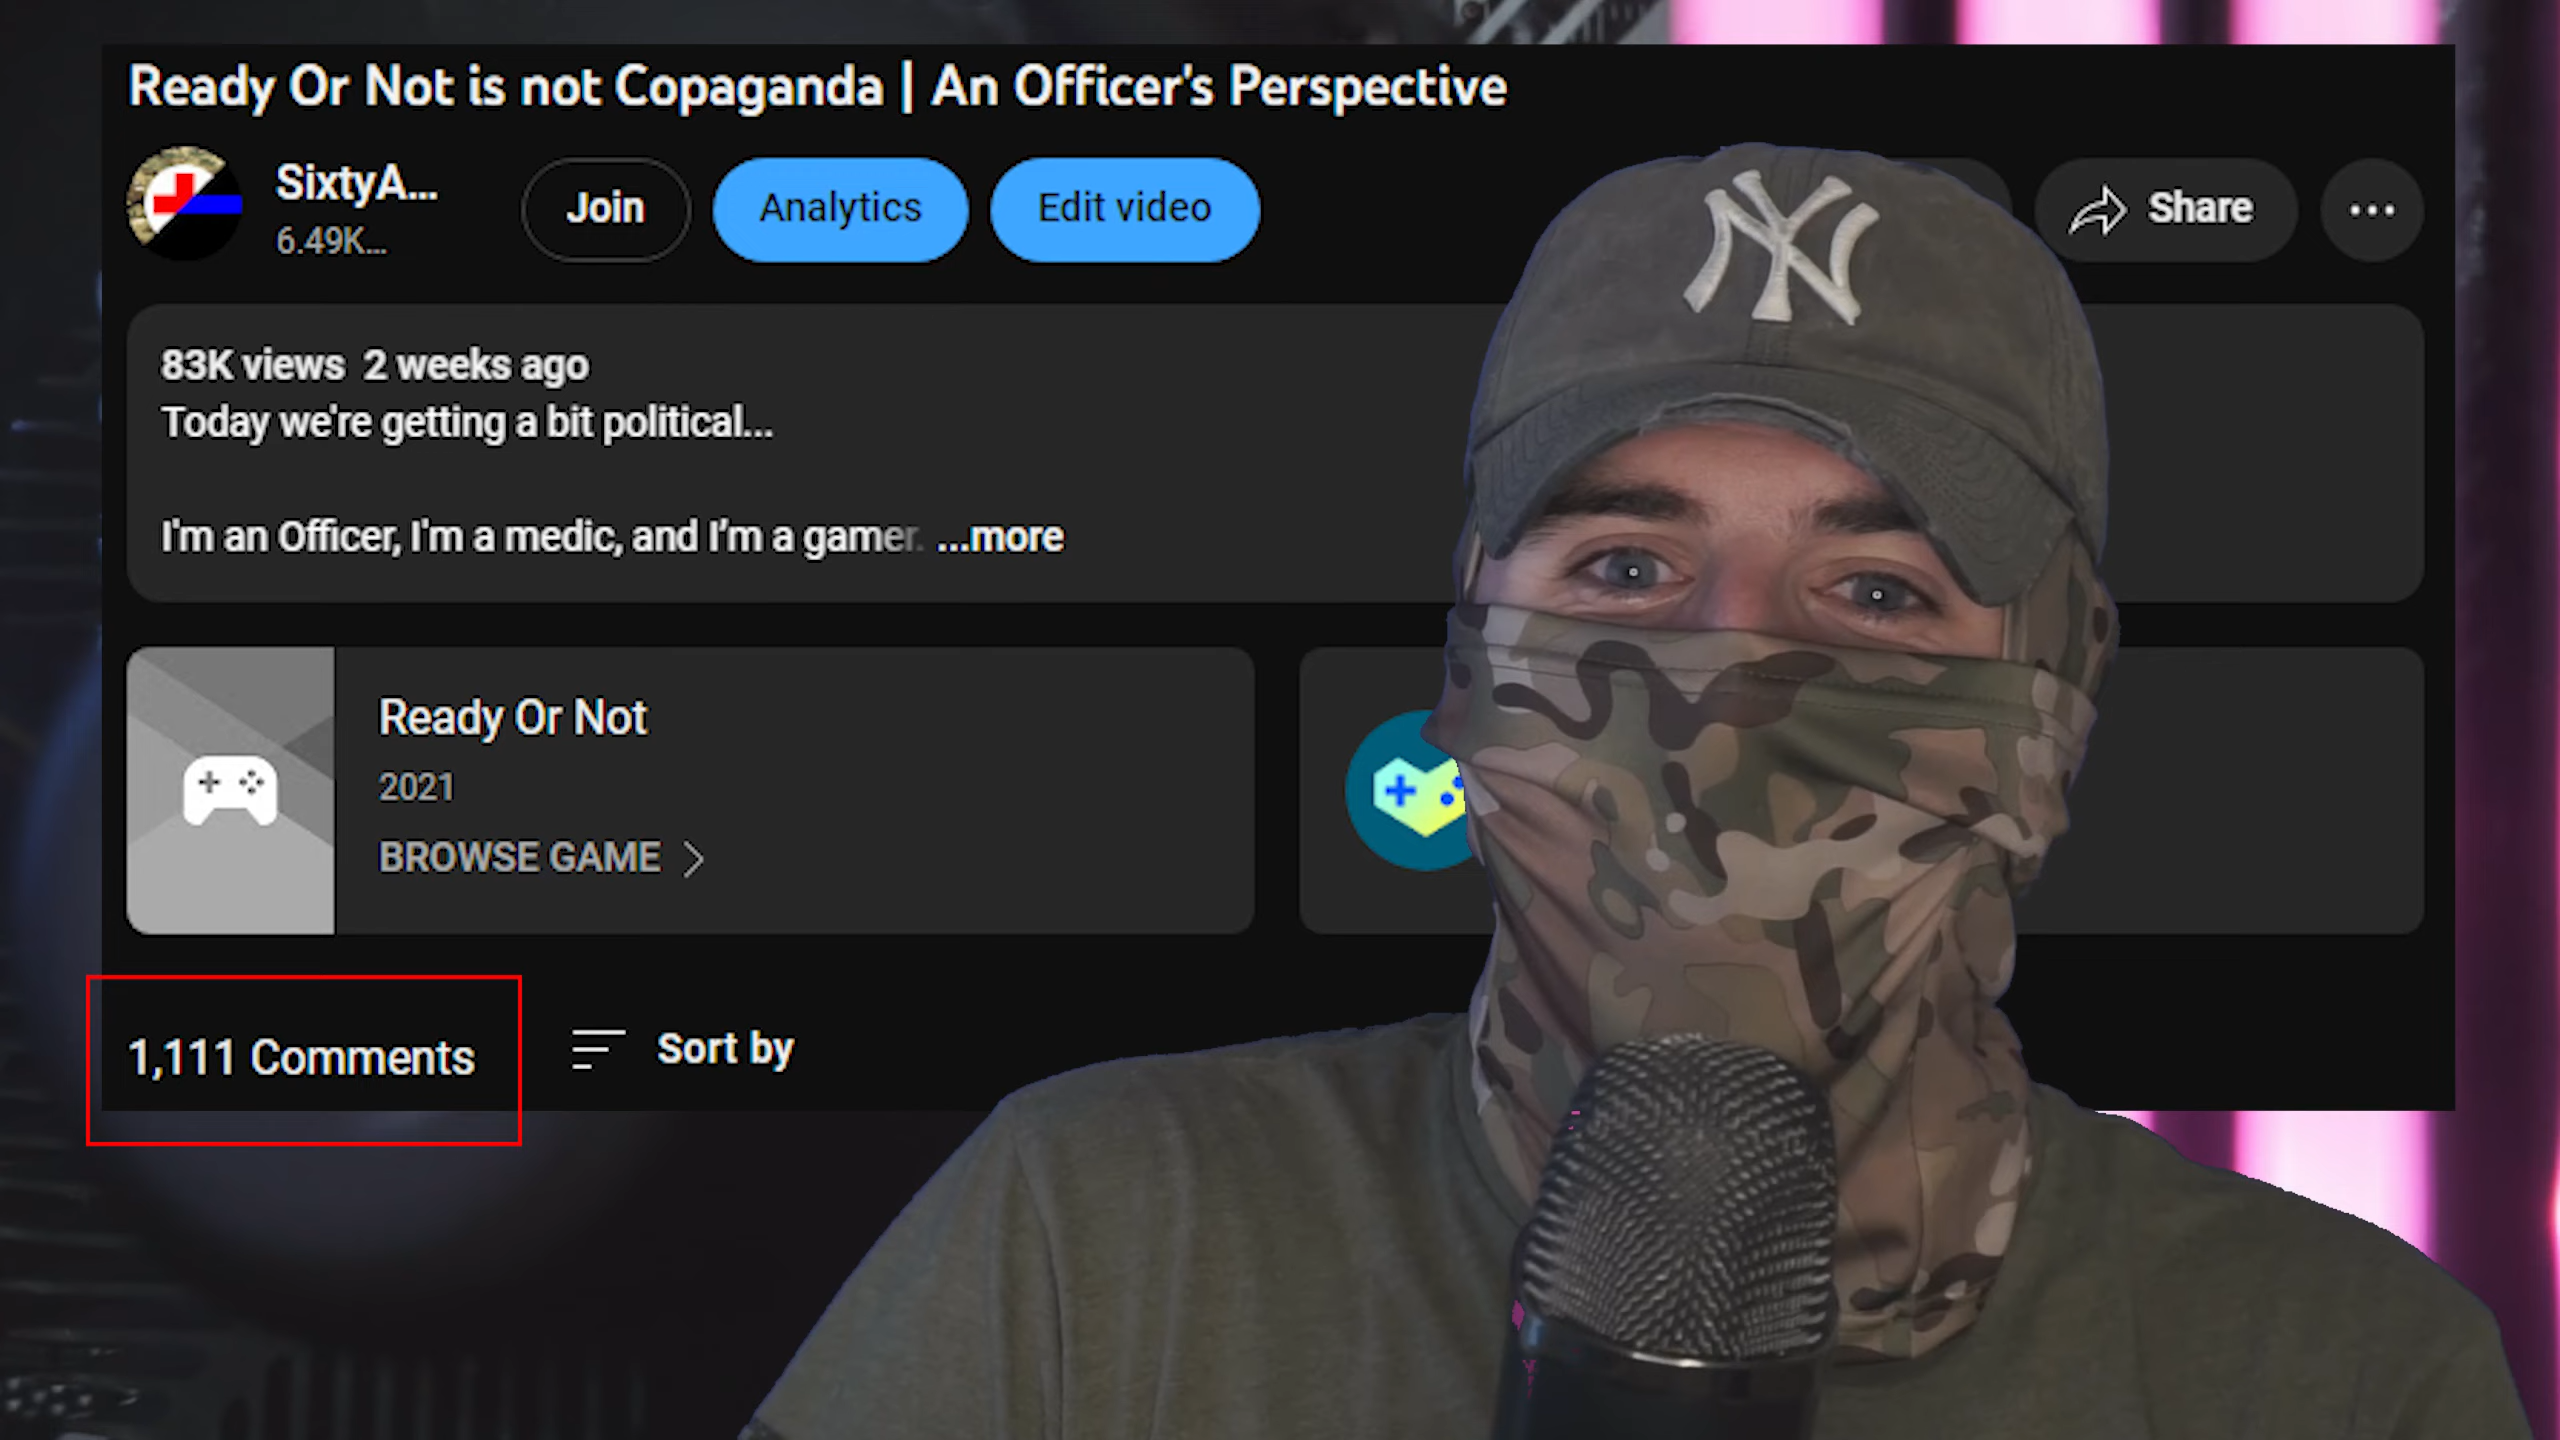 Ready Or Not is not Copaganda | An Officer's Perspective
SixtyA...
6.49K...
Join
Analytics
Edit video
Share
83K views 2 weeks ago
Today we're getting a bit political...
I'm an Officer, I'm a medic, and I'm a gamer. ...more
Ready Or Not
2021
BROWSE GAME
1,111 Comments
Sort by
NY